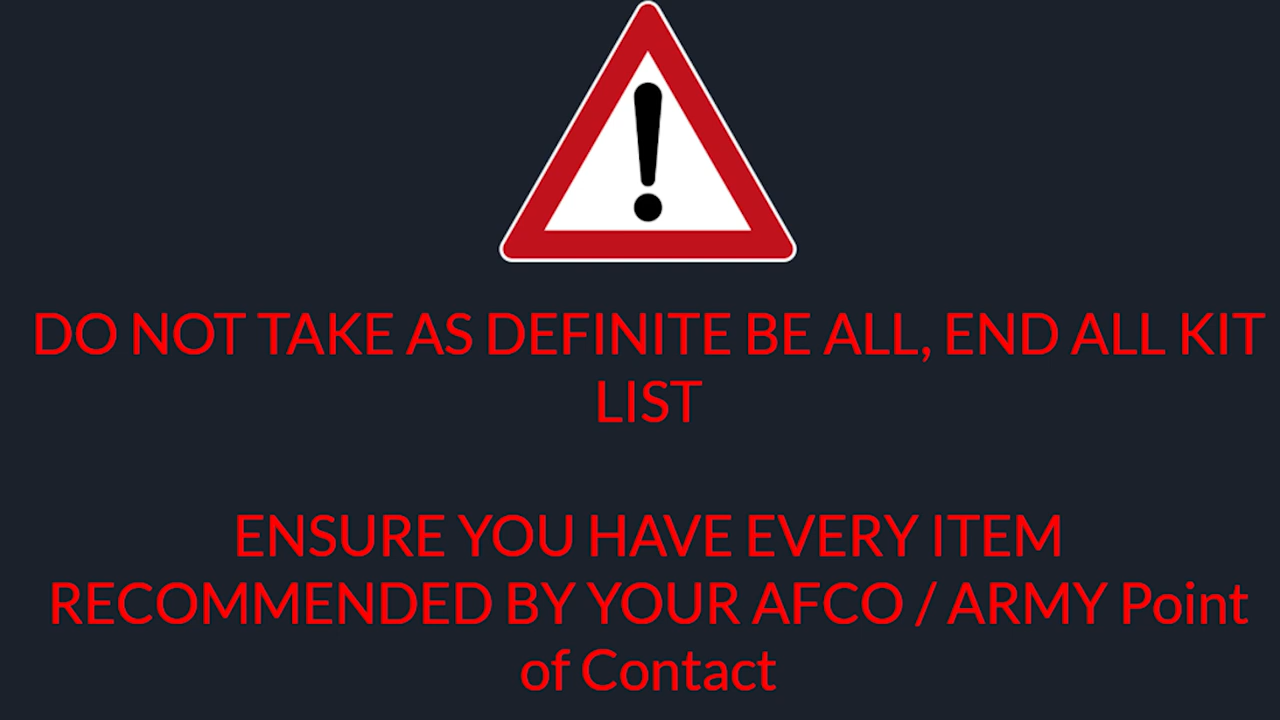 DO NOT TAKE AS DEFINITE BE ALL, END ALL KIT
LIST
ENSURE YOU HAVE EVERY ITEM
RECOMMENDED BY YOUR AFCO / ARMY Point
of Contact